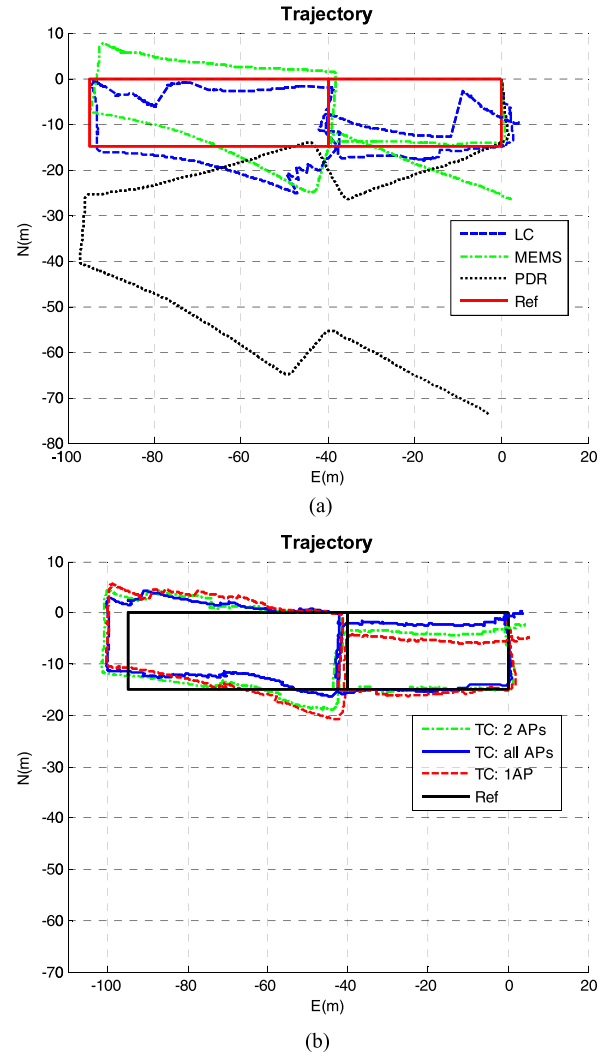 Trajectory
10
0
-10
-20
-30
-40
-50
-60
-70
-80
N(m)
LC
MEMS
PDR
Ref
-100 -80 -60 -40 -20 0
E(m)
(a)
Trajectory
10
0
-10
-20
-30
-40
-50
-60
-70
N(m)
TC: 2 APs
TC: all APs
TC: 1AP
Ref
-100 -80 -60 -40 -20 0
E(m)
(b)